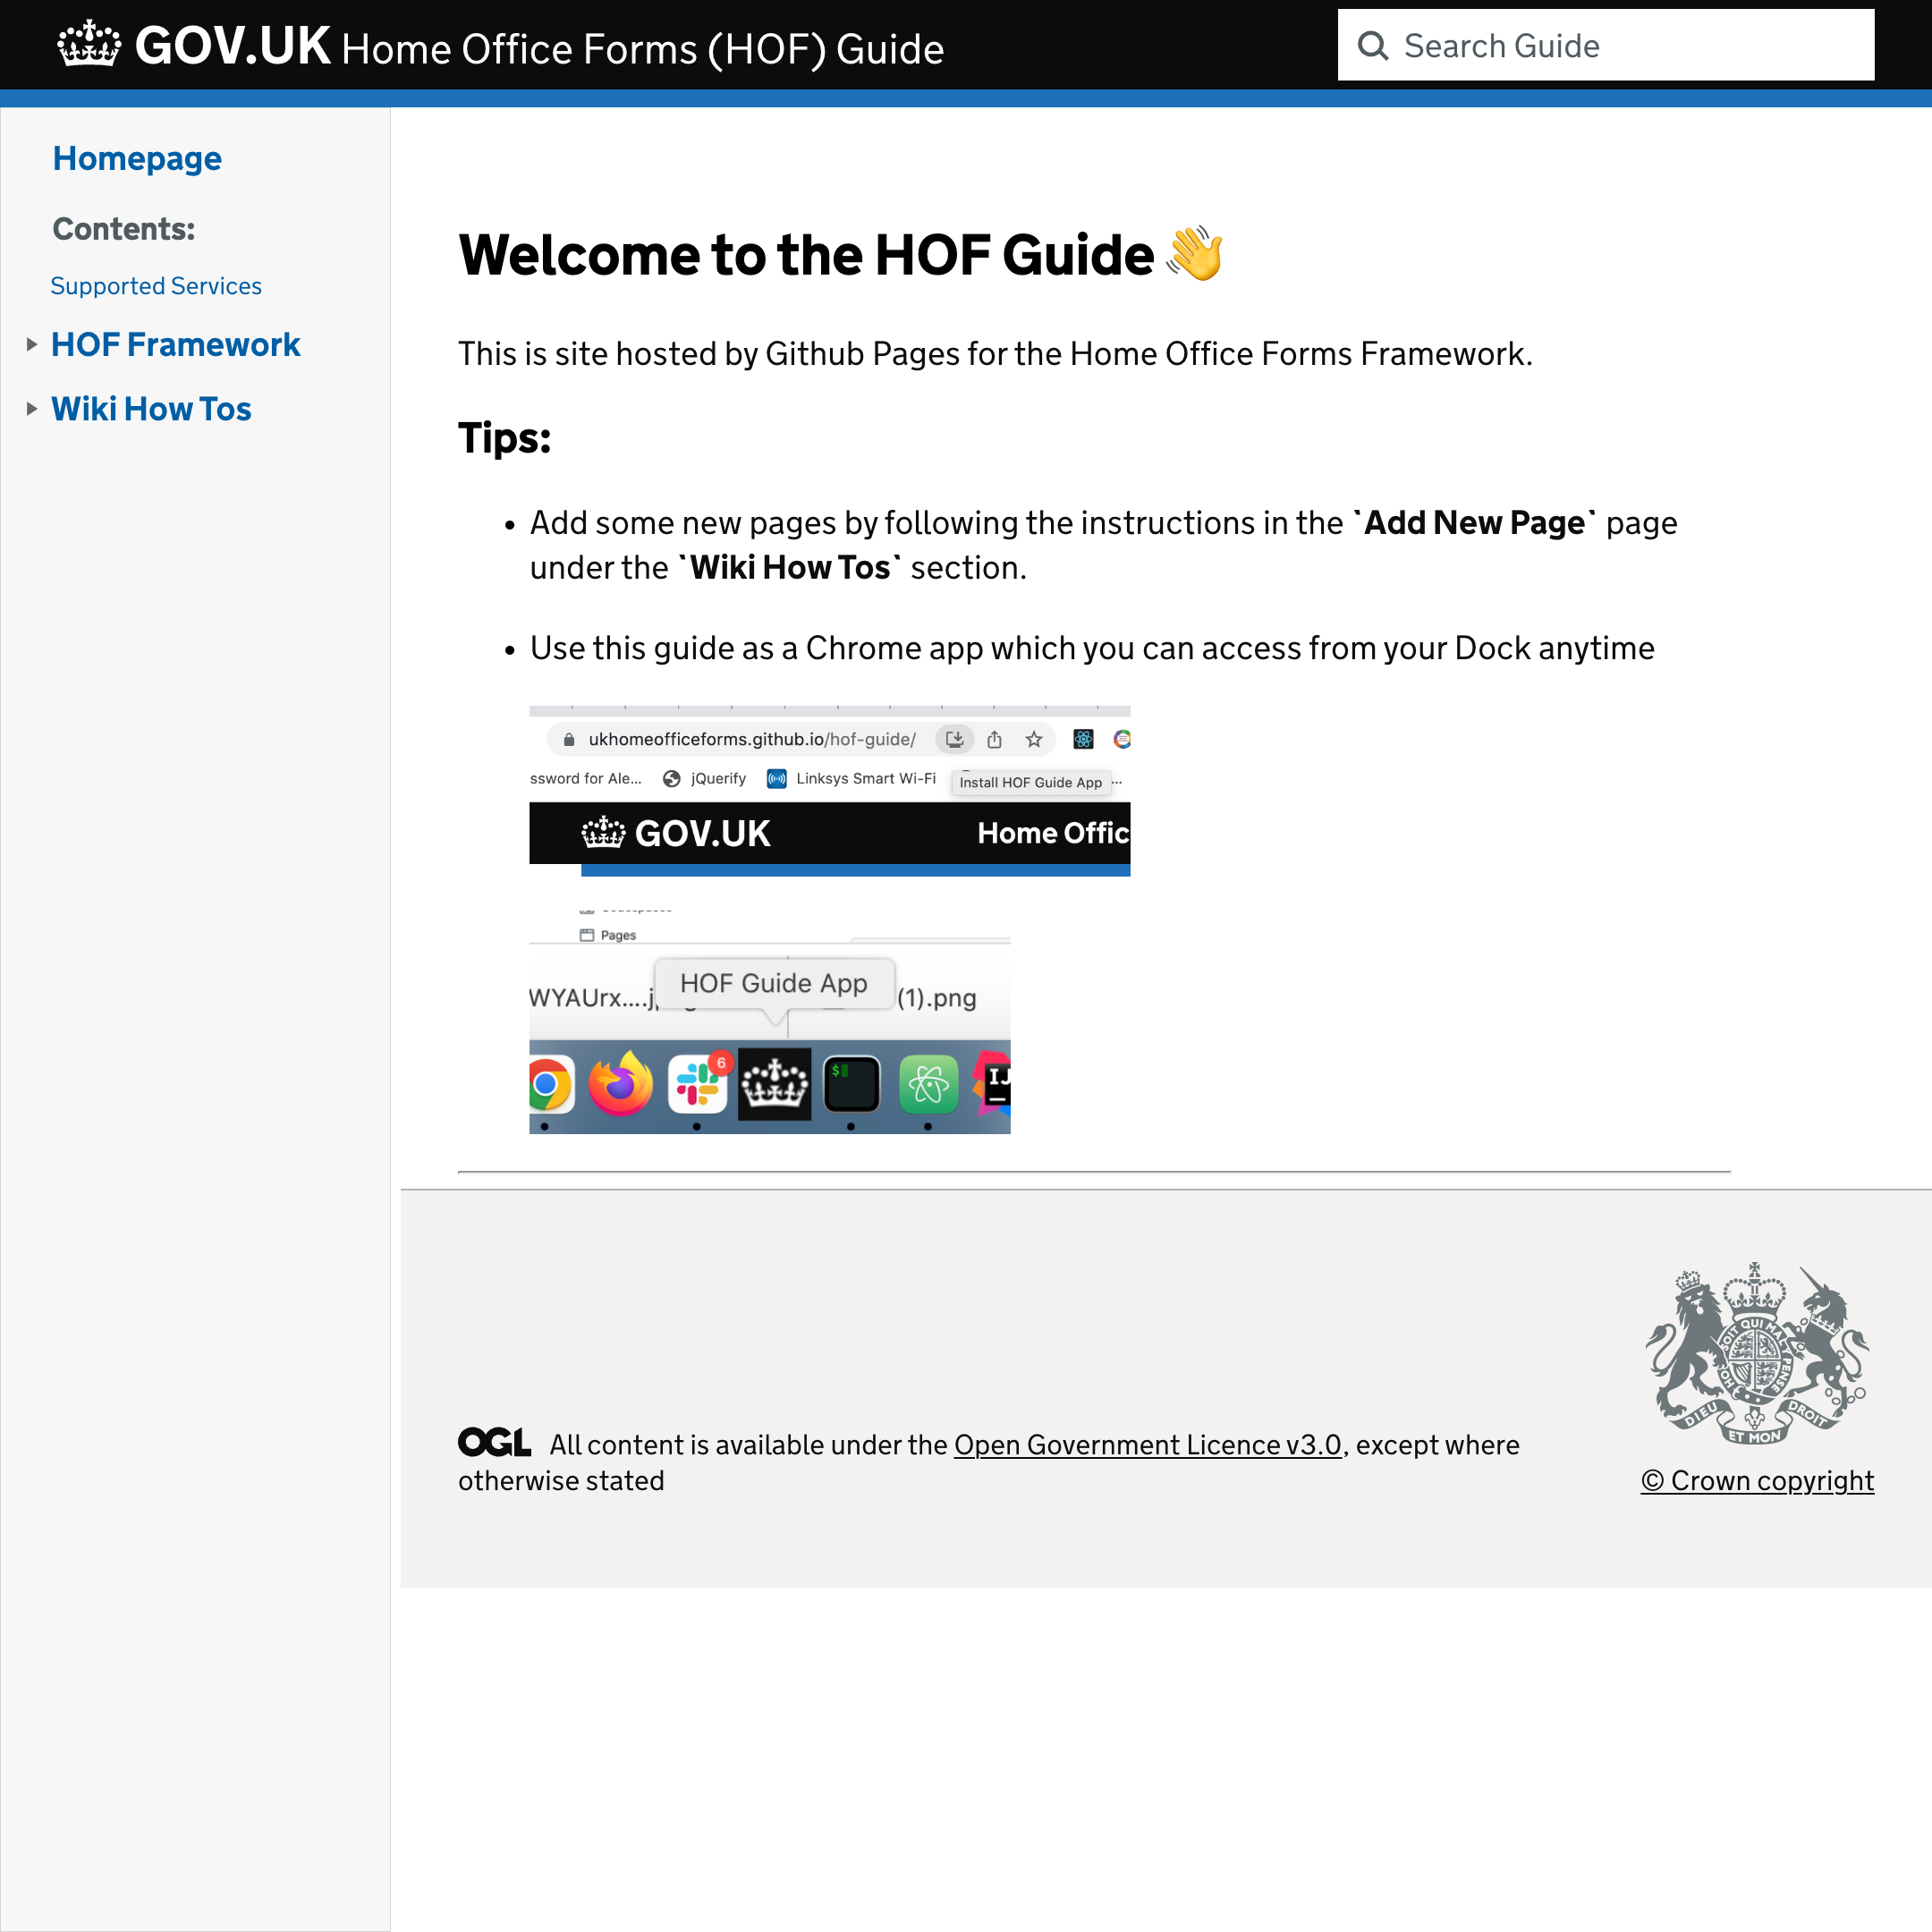 GOV.UK Home Office Forms (HOF) Guide
Search Guide
Homepage
Contents:
Supported Services
HOF Framework
Wiki How Tos
Welcome to the HOF Guide 👋
This is site hosted by Github Pages for the Home Office Forms Framework.
Tips:
• Add some new pages by following the instructions in the `Add New Page` page
under the `Wiki How Tos` section.
• Use this guide as a Chrome app which you can access from your Dock anytime
ukhomeofficeforms.github.io/hof-guide/
ssword for Ale...
jQuerify
Linksys Smart Wi-Fi
Install HOF Guide App
...
GOV.UK
Home Offic
Pages
HOF Guide App
WYAUrx....j
(1).png
6
$
IJ
OGL All content is available under the Open Government Licence v3.0, except where
otherwise stated
DIEU ET MON DROIT
© Crown copyright